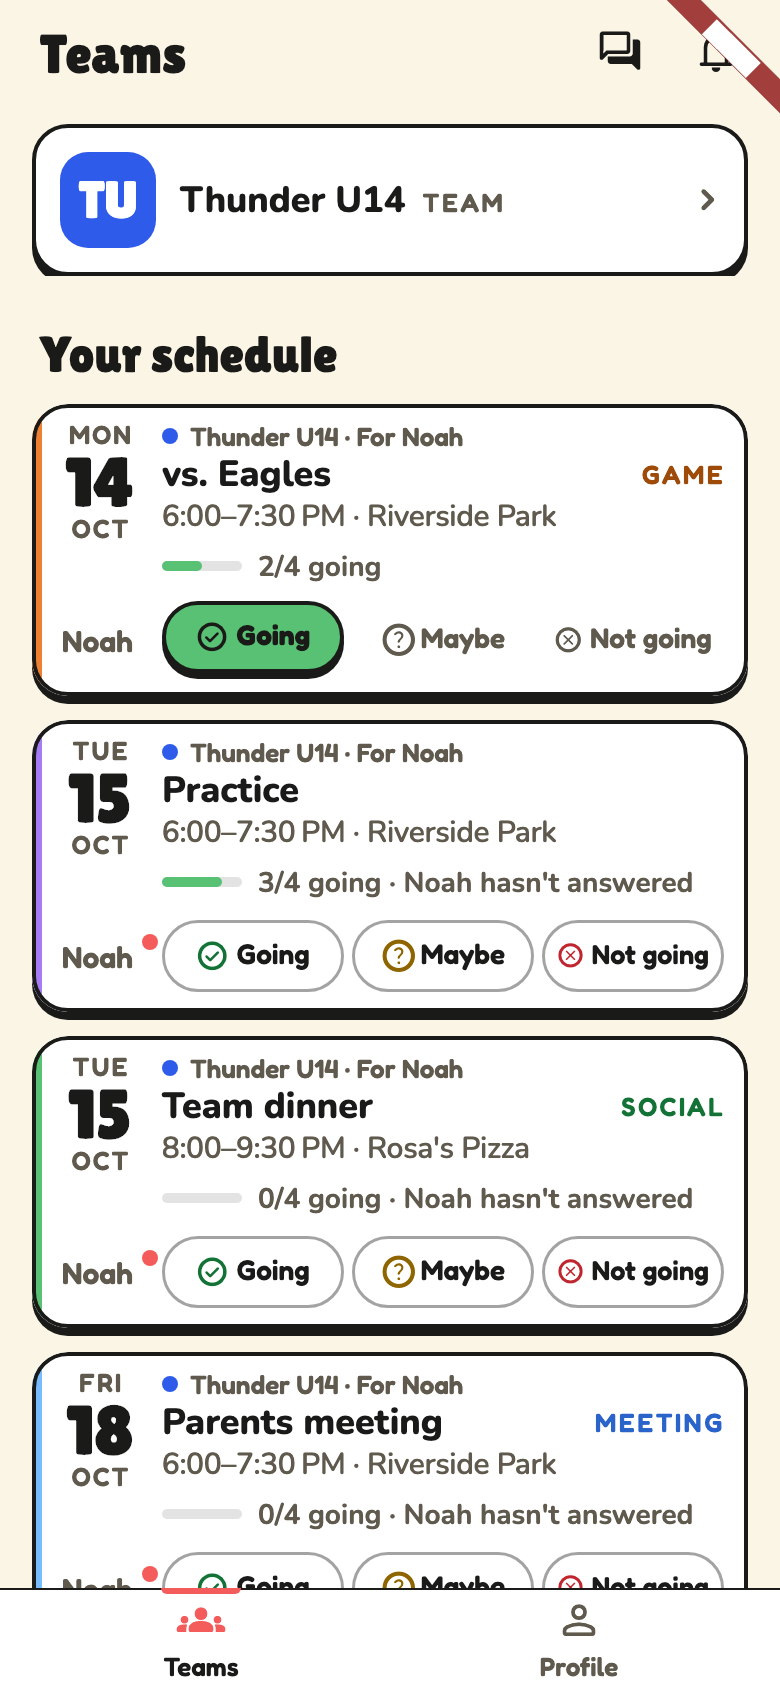 Teams
TU
Thunder U14 TEAM
Your schedule
MON
14
OCT
Thunder U14 · For Noah
vs. Eagles
GAME
6:00–7:30 PM · Riverside Park
2/4 going
Noah
Going
Maybe
Not going
TUE
15
OCT
Thunder U14 · For Noah
Practice
6:00–7:30 PM · Riverside Park
3/4 going · Noah hasn't answered
Noah
Going
Maybe
Not going
TUE
15
OCT
Thunder U14 · For Noah
Team dinner
SOCIAL
8:00–9:30 PM · Rosa's Pizza
0/4 going · Noah hasn't answered
Noah
Going
Maybe
Not going
FRI
18
OCT
Thunder U14 · For Noah
Parents meeting
MEETING
6:00–7:30 PM · Riverside Park
0/4 going · Noah hasn't answered
Noah
Going
Maybe
Not going
Teams
Profile